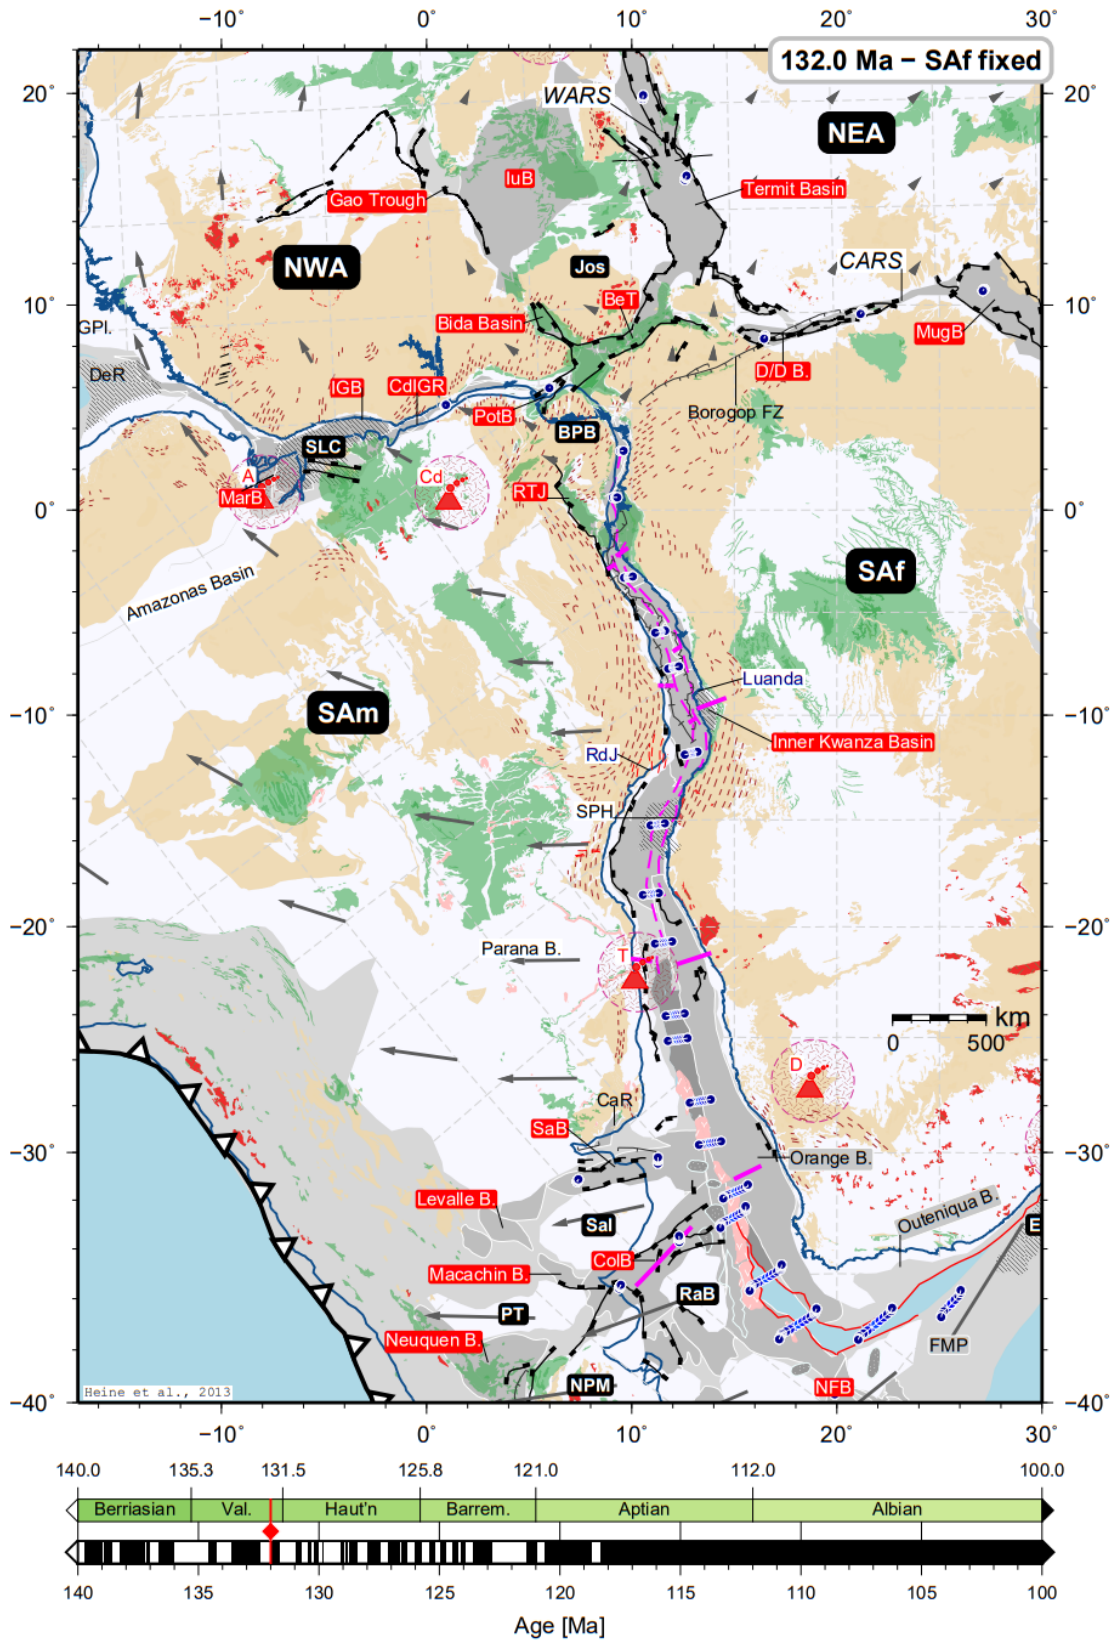 −10° 0° 10° 20° 30°
132.0 Ma − SAf fixed
20° 20°
WARS
NEA
IuB
Termit Basin
Gao Trough
CARS
NWA
Jos
10° 10°
BeT
Bida Basin
MugB
GPl.
D/D B.
DeR
IGB
CdIGR
Borogop FZ
PotB
BPB
SLC
A
Cd
MarB
RTJ
0° 0°
SAf
Amazonas Basin
Luanda
SAm
−10° −10°
Inner Kwanza Basin
RdJ
SPH
−20° −20°
Parana B.
T
km
0 500
D
CaR
SaB
−30° −30°
Orange B.
Levalle B.
Outeniqua B.
Sal
E
ColB
Macachin B.
RaB
PT
Neuquen B.
FMP
NPM
NFB
Heine et al., 2013
−40° −40°
−10° 0° 10° 20° 30°
140.0 135.3 131.5 125.8 121.0 112.0 100.0
Berriasian Val. Haut'n Barrem. Aptian Albian
140 135 130 125 120 115 110 105 100
Age [Ma]